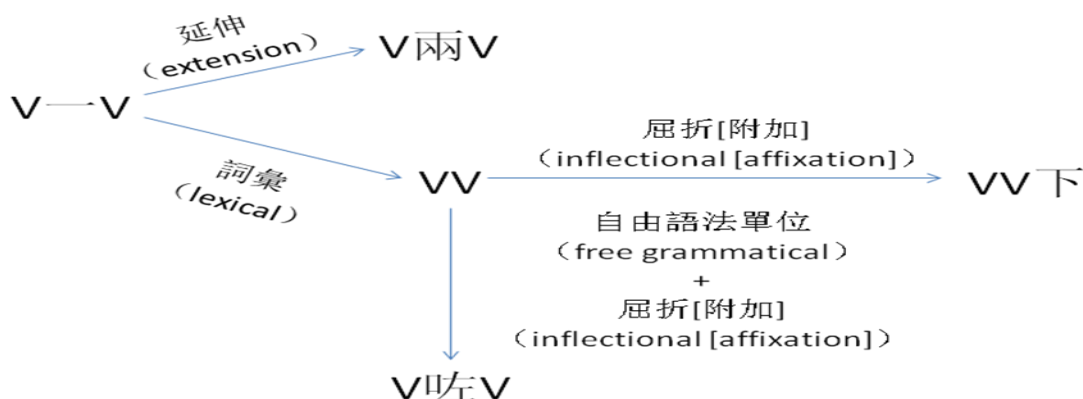 延伸
（extension）
V兩V
V一V
詞彙
（lexical）
VV
屈折[附加]
（inflectional [affixation]）
VV下
自由語法單位
（free grammatical）
+
屈折[附加]
（inflectional [affixation]）
V咗V